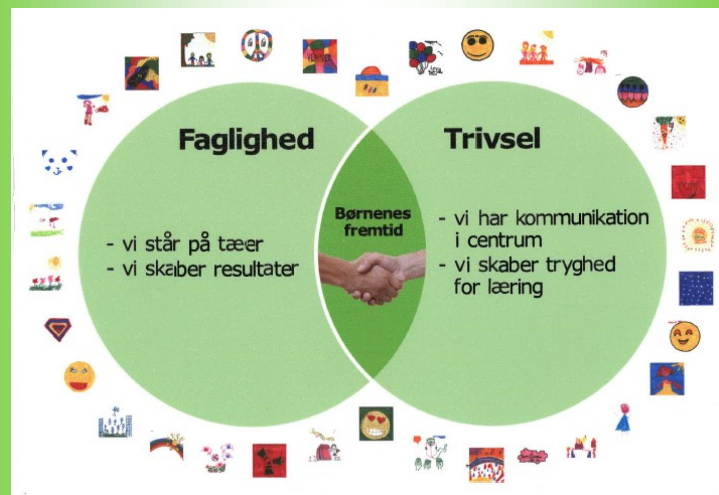 Faglighed
- vi står på tæer
- vi skaber resultater
Børnenes
fremtid
Trivsel
- vi har kommunikation
i centrum
- vi skaber tryghed
for læring